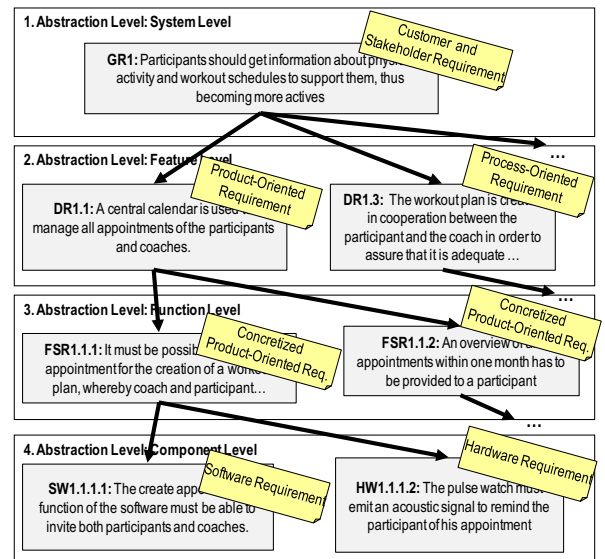 1. Abstraction Level: System Level
Customer and
Stakeholder Requirement
GR1: Participants should get information about
activity and workout schedules to support them, thus
becoming more actives
…
2. Abstraction Level: Feature Level
Product-Oriented
Requirement
Process-Oriented
Requirement
DR1.1: A central calendar is used
manage all appointments of the participants
and coaches.
DR1.3: The workout plan is
in cooperation between the
participant and the coach in order to
assure that it is adequate …
…
3. Abstraction Level: Function Level
Concretized
Product-Oriented Req.
Concretized
Product-Oriented Req.
FSR1.1.1: It must be
appointment for the creation of a
plan, whereby coach and participant…
FSR1.1.2: An overview of
appointments within one month has to
be provided to a participant
…
4. Abstraction Level: Component Level
Software Requirement
Hardware Requirement
SW1.1.1.1: The create
function of the software must be able to
invite both participants and coaches.
HW1.1.1.2: The pulse watch must
emit an acoustic signal to remind the
participant of his appointment